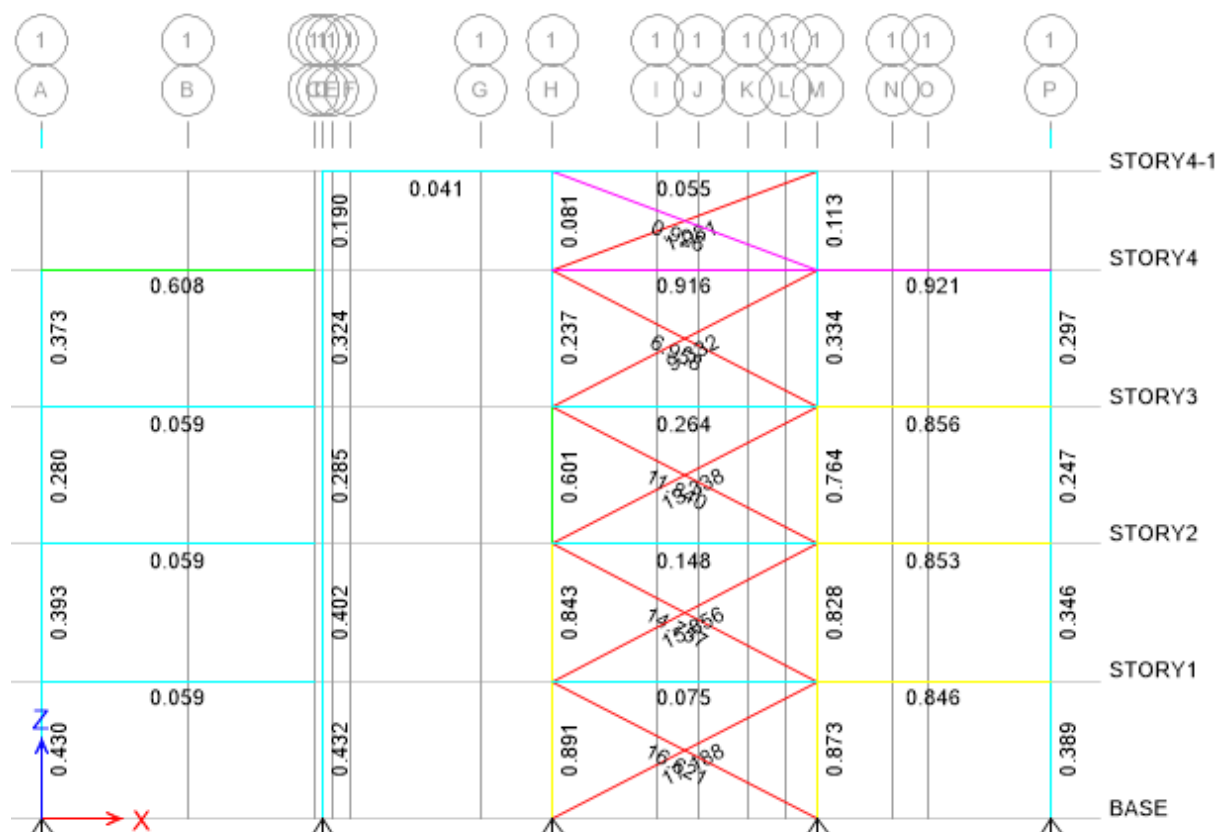 1 1 1 1 1 1 1 1 1 1 1 1 1 1
A B D E F G H I J K L M N O P
STORY4-1
0.041 0.055
0.190 0.081 0.113
STORY4
0.608 0.916 0.921
0.373 0.324 0.237 0.334 0.297
STORY3
0.059 0.264 0.856
0.280 0.285 0.601 0.764 0.247
STORY2
0.059 0.148 0.853
0.393 0.402 0.843 0.828 0.346
STORY1
0.059 0.075 0.846
Z
0.430 0.432 0.891 0.873 0.389
BASE
X